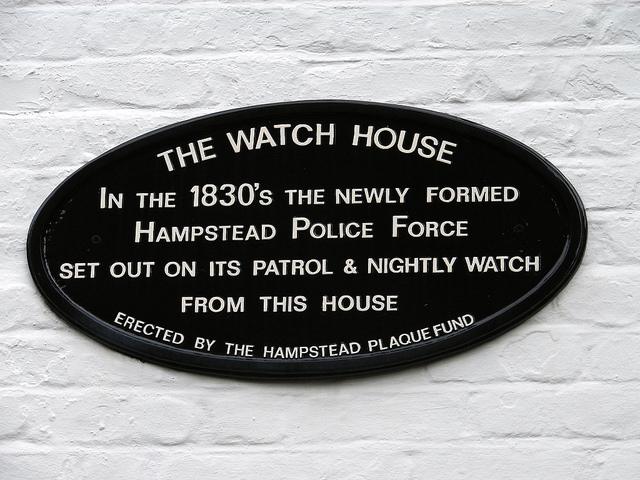 THE WATCH HOUSE
IN THE 1830's THE NEWLY FORMED
HAMPSTEAD POLICE FORCE
SET OUT ON ITS PATROL & NIGHTLY WATCH
FROM THIS HOUSE
ERECTED BY THE HAMPSTEAD PLAQUE FUND